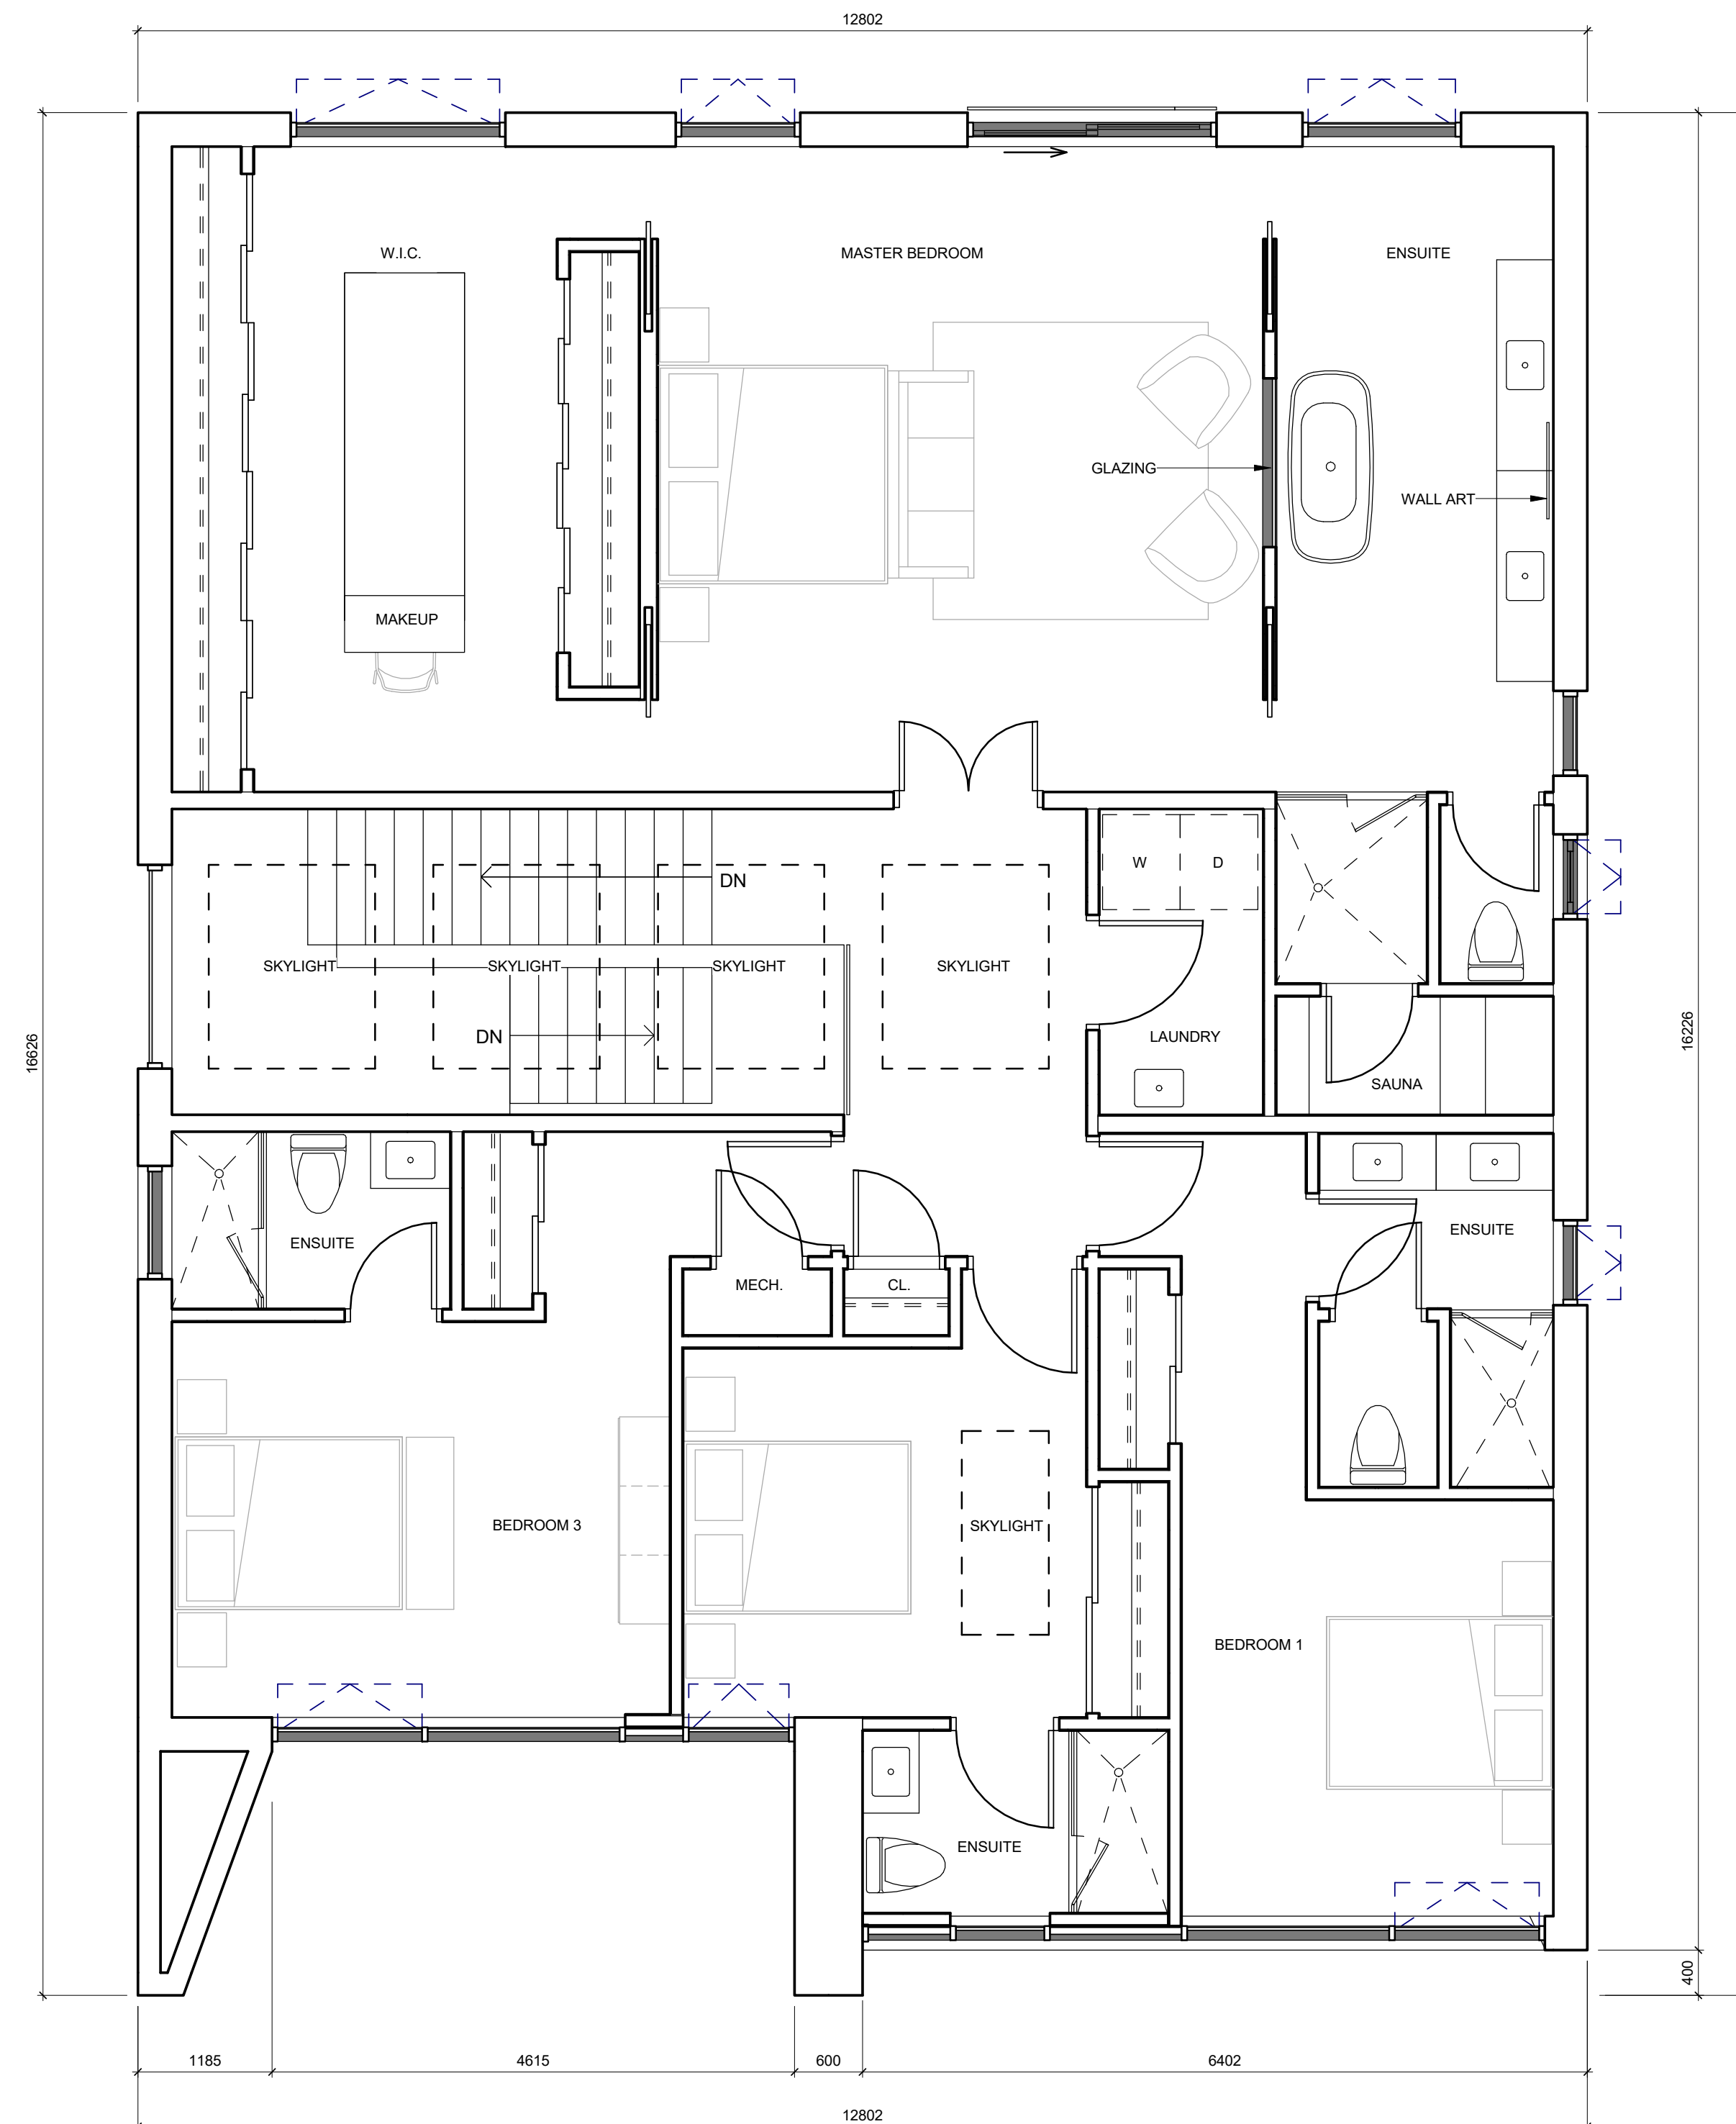 12802
W.I.C.
MASTER BEDROOM
ENSUITE
GLAZING
WALL ART
MAKEUP
W
D
DN
SKYLIGHT
SKYLIGHT
SKYLIGHT
SKYLIGHT
DN
LAUNDRY
SAUNA
16626
16226
ENSUITE
ENSUITE
MECH.
CL.
BEDROOM 3
SKYLIGHT
BEDROOM 1
ENSUITE
400
1185
4615
600
6402
12802